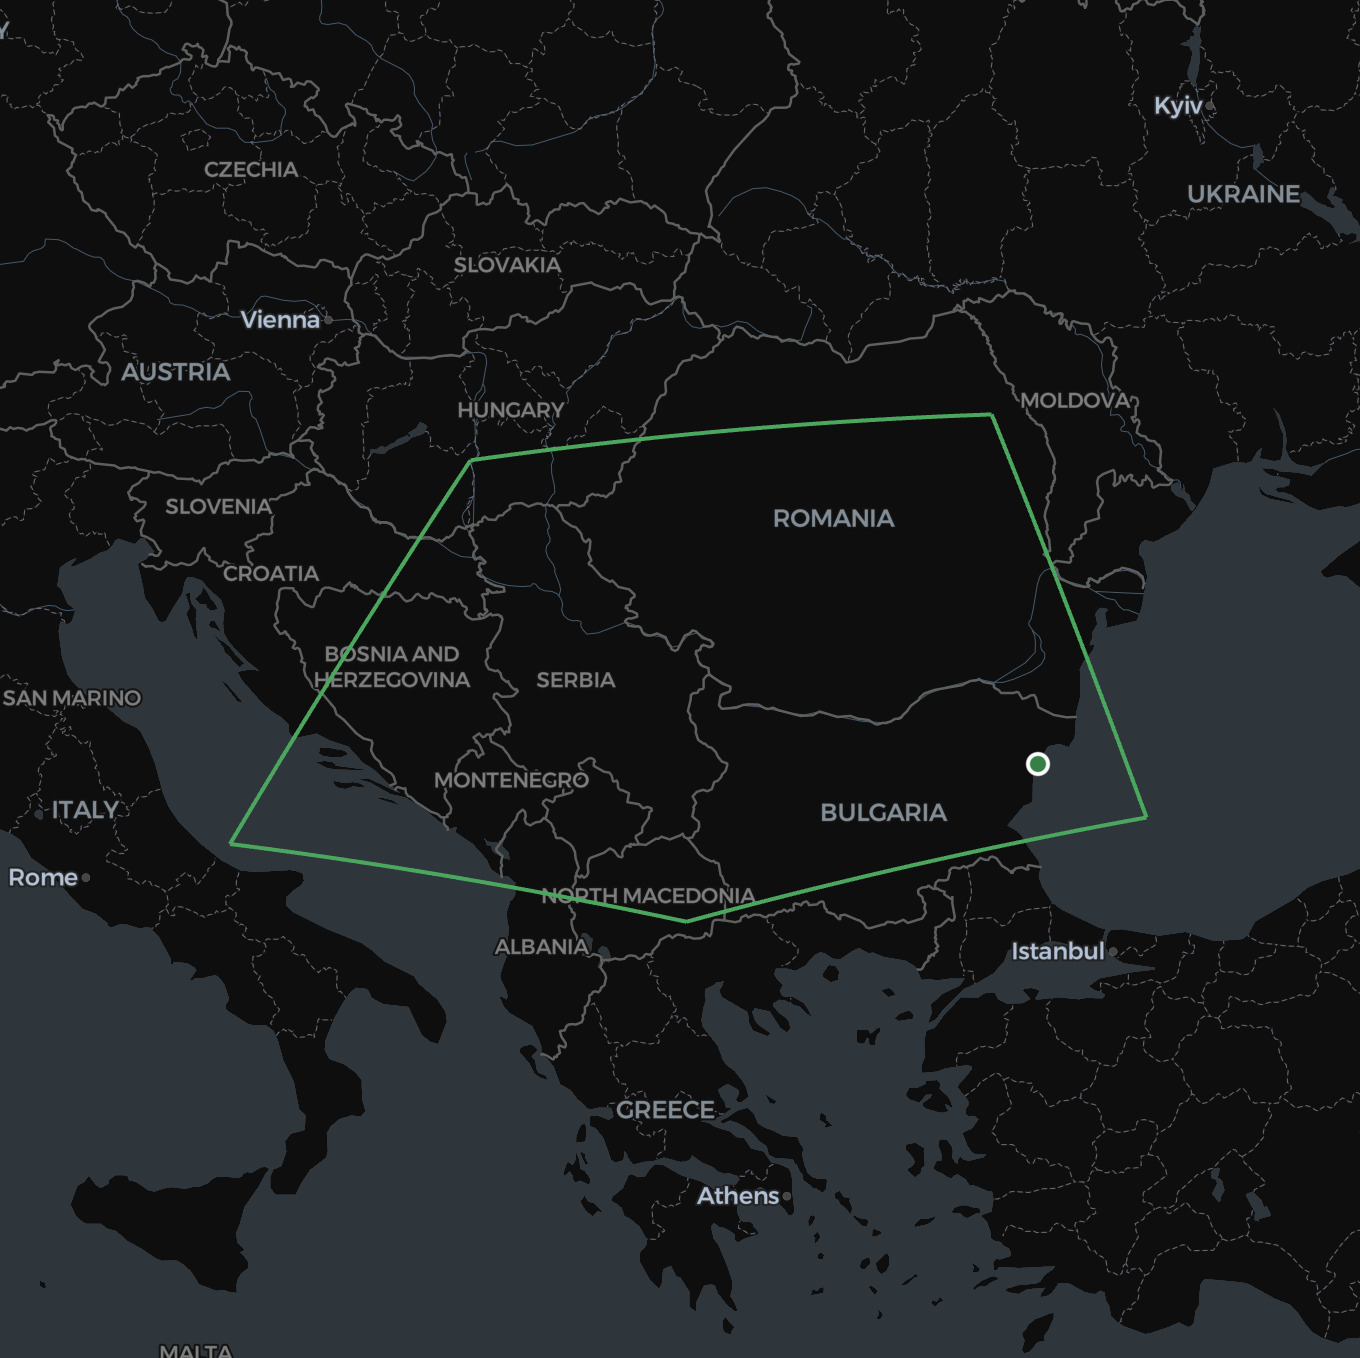 Y
Kyiv
CZECHIA
UKRAINE
SLOVAKIA
Vienna
AUSTRIA
HUNGARY
MOLDOVA
SLOVENIA
ROMANIA
CROATIA
BOSNIA AND
HERZEGOVINA
SERBIA
SAN MARINO
MONTENEGRO
ITALY
BULGARIA
Rome
NORTH MACEDONIA
ALBANIA
Istanbul
GREECE
Athens
MALTA